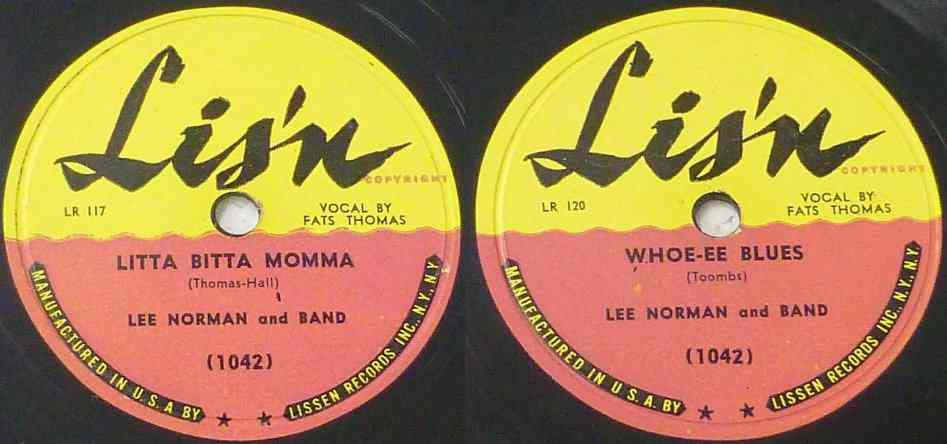 Lis'n
COPYRIGHT
LR 117
VOCAL BY
FATS THOMAS
LITTA BITTA MOMMA
(Thomas-Hall)
LEE NORMAN and BAND
(1042)
MANUFACTURED IN U.S.A BY ★ ★ LISSEN RECORDS INC., N.Y. N.Y.
Lis'n
COPYRIGHT
LR 120
VOCAL BY
FATS THOMAS
WHOE-EE BLUES
(Toombs)
LEE NORMAN and BAND
(1042)
MANUFACTURED IN U.S.A. BY ★ ★ LISSEN RECORDS INC., N.Y. N.Y.